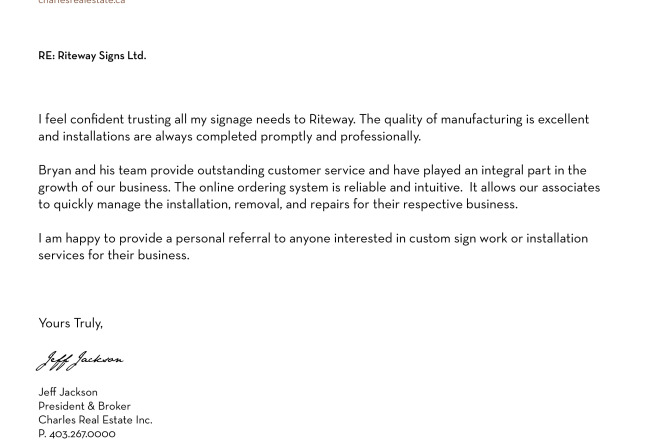 charlesrealestate.ca
RE: Riteway Signs Ltd.
I feel confident trusting all my signage needs to Riteway. The quality of manufacturing is excellent
and installations are always completed promptly and professionally.
Bryan and his team provide outstanding customer service and have played an integral part in the
growth of our business. The online ordering system is reliable and intuitive.  It allows our associates
to quickly manage the installation, removal, and repairs for their respective business.
I am happy to provide a personal referral to anyone interested in custom sign work or installation
services for their business.
Yours Truly,
Jeff Jackson
Jeff Jackson
President & Broker
Charles Real Estate Inc.
P. 403.267.0000